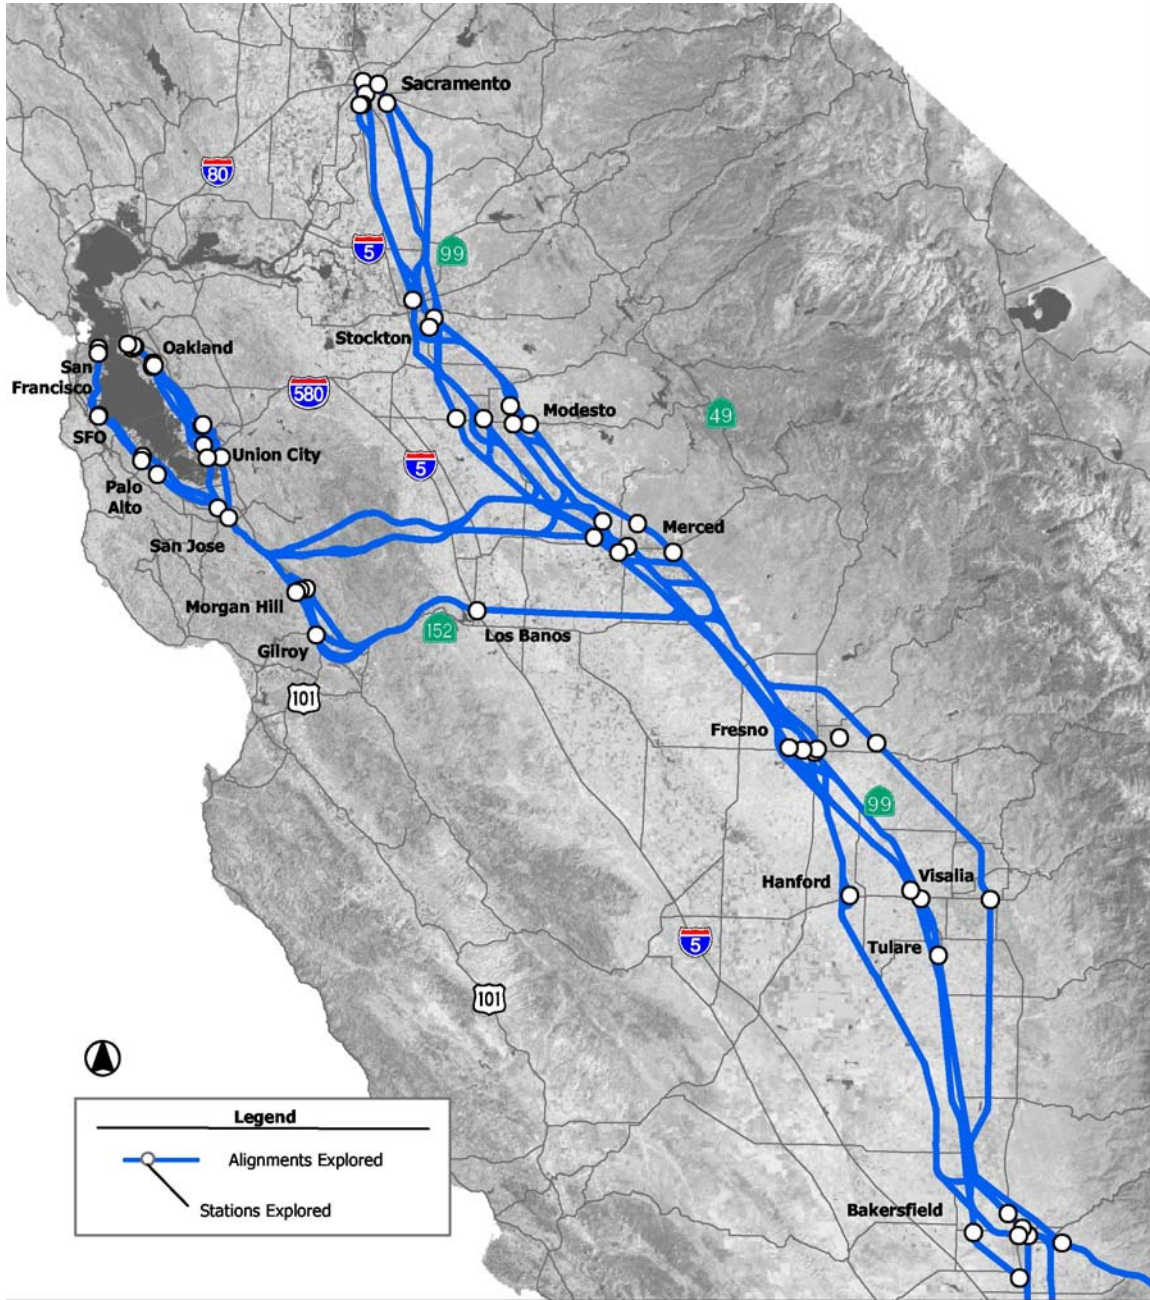 Sacramento
80
5
99
Stockton
Oakland
San
Francisco
580
Modesto
49
SFO
Union City
5
Palo
Alto
San Jose
Merced
Morgan Hill
152
Los Banos
Gilroy
101
Fresno
99
Hanford
Visalia
5
Tulare
101
Legend
Alignments Explored
Stations Explored
Bakersfield